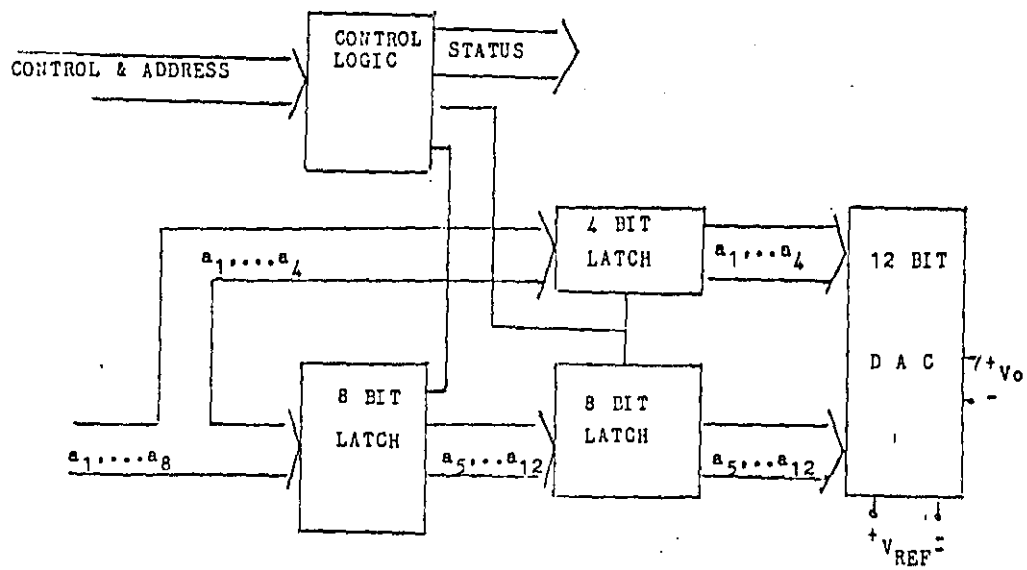 CONTROL
LOGIC
STATUS
CONTROL & ADDRESS
4 BIT
LATCH
a1,...a4
a1,...a4
12 BIT
D A C
8 BIT
LATCH
8 BIT
LATCH
+ Vo
-
a1,...a8
a5,...a12
a5,...a12
+ VREF -